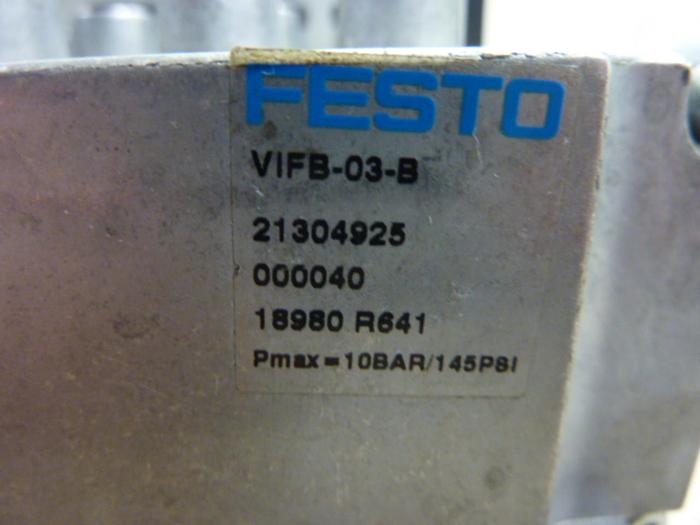 FESTO
VIFB-03-B
21304925
000040
18980 R641
Pmax=10BAR/145PSI